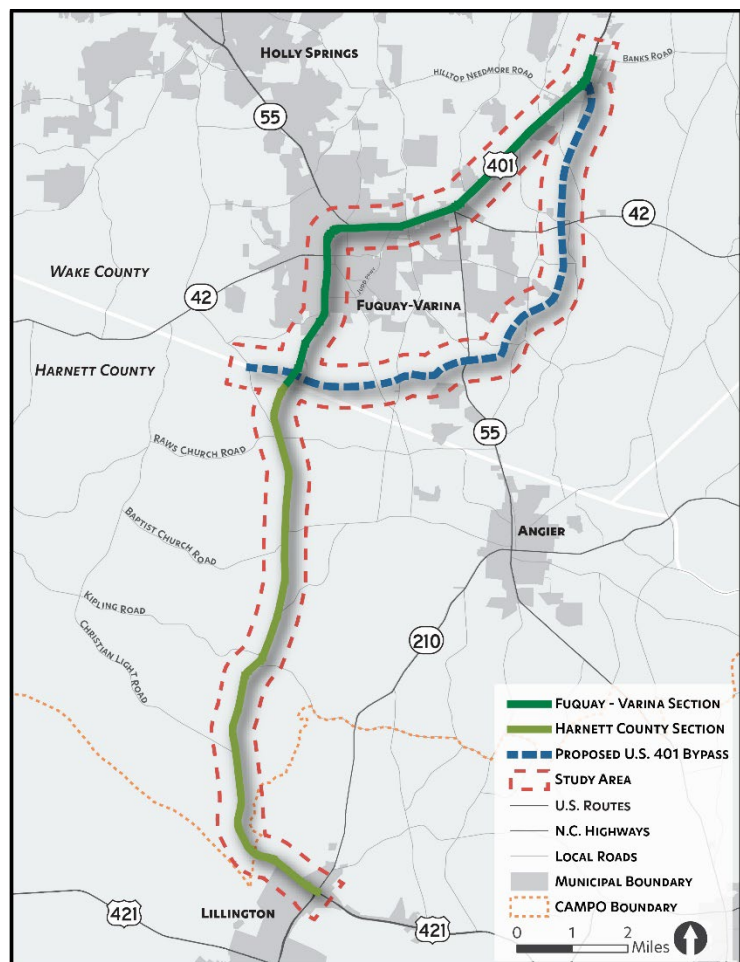 Holly Springs
Hilltop Needmore Road
Banks Road
55
401
42
Wake County
Judd Pkwy
42
Fuquay-Varina
Harnett County
55
Raws Church Road
Angier
Baptist Church Road
Kipling Road
210
Christian Light Road
Fuquay - Varina Section
Harnett County Section
Proposed U.S. 401 Bypass
Study Area
U.S. Routes
N.C. Highways
Local Roads
Municipal Boundary
CAMPO Boundary
0 1 2
Miles
421
Lillington
421